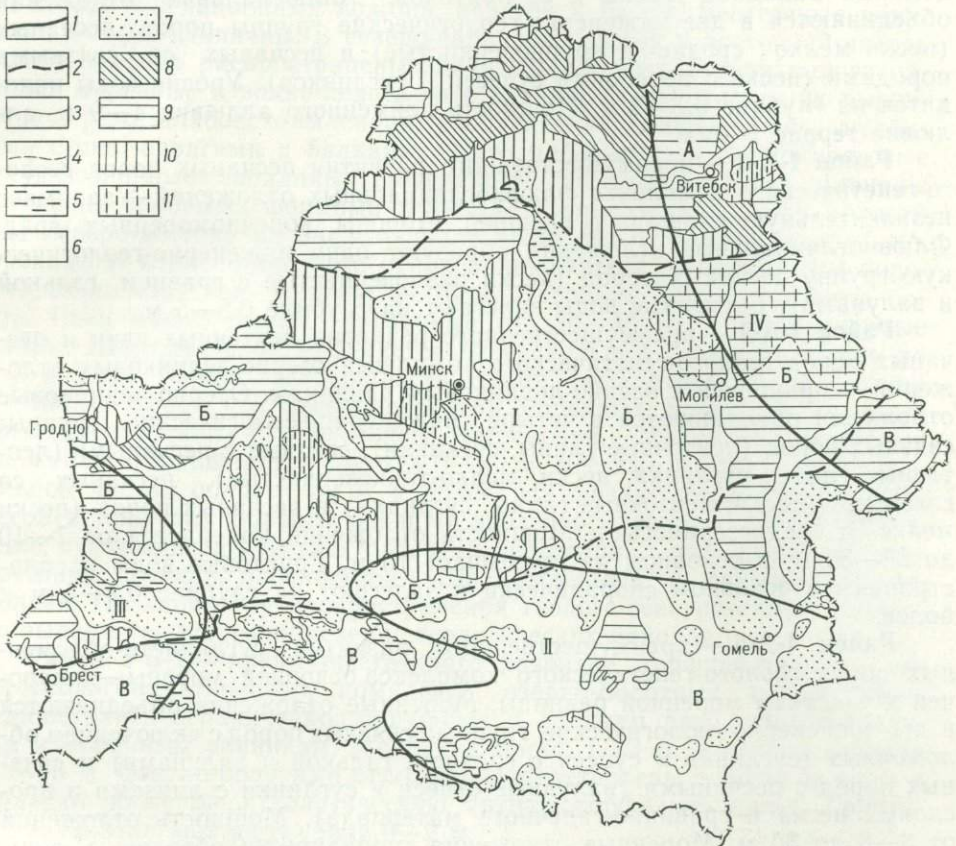 1
2
3
4
5
6
7
8
9
10
11
А
А
Витебск
IV
Минск
Б
Могилев
I
Б
В
Гродно
Б
Б
III
Б
II
Гомель
Брест
В
В
В